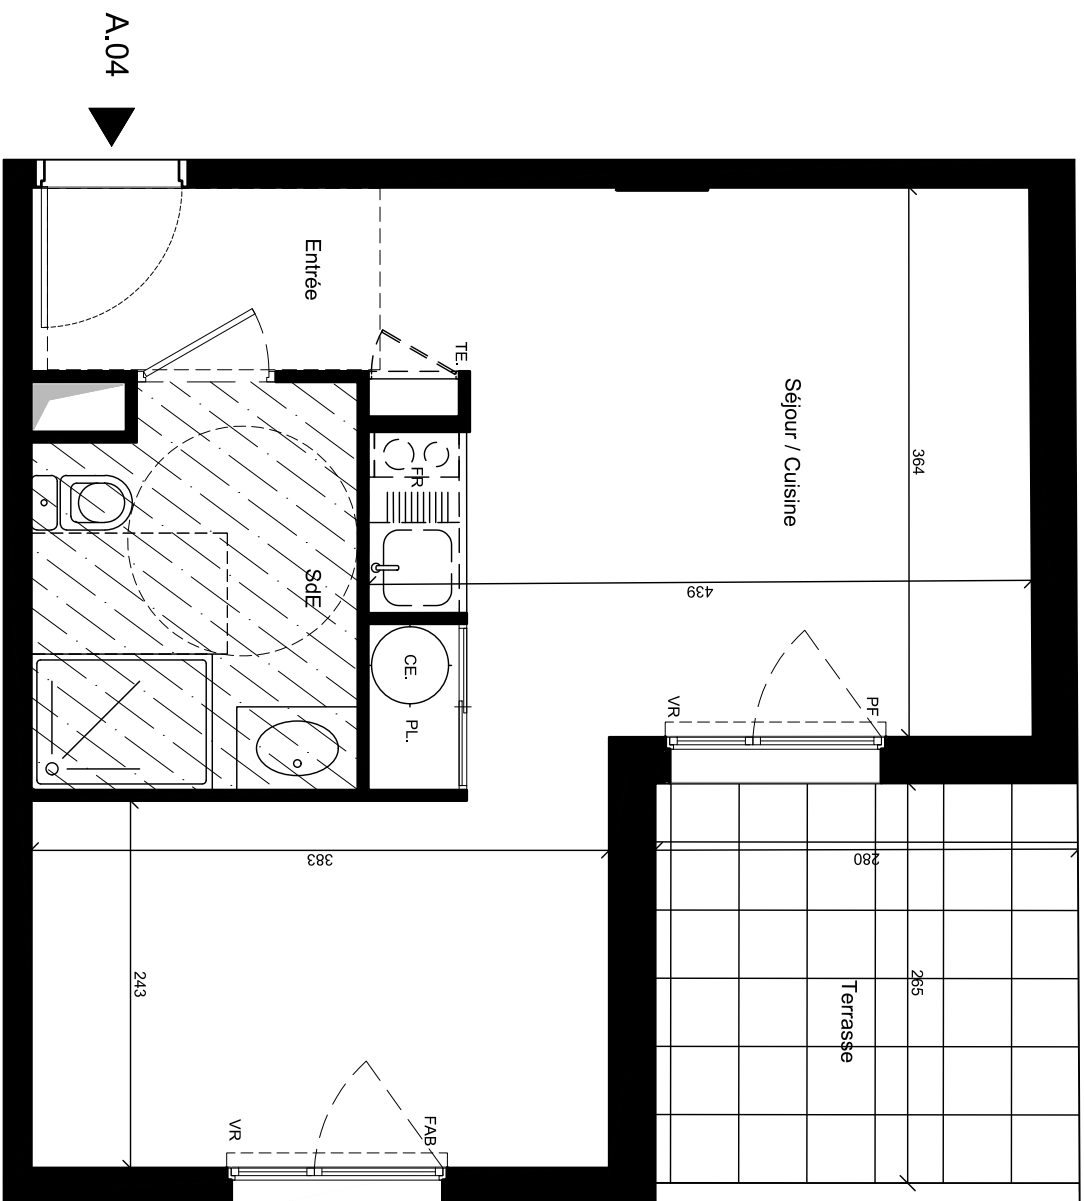 A.04
Entrée
TE.
Séjour / Cuisine
364
FR
SdE
439
CE.
PL.
VR
PF
383
280
243
265
Terrasse
VR
FAB